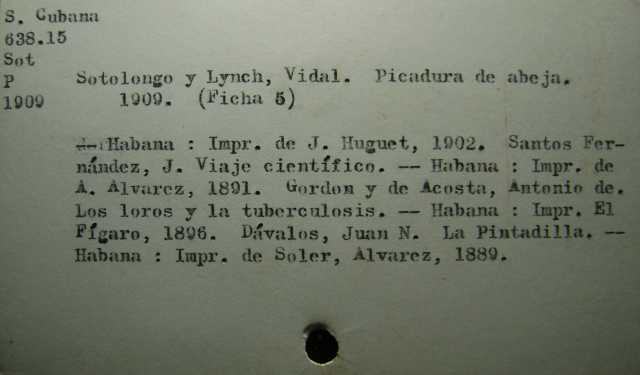 S. Cubana
638.15
Sot
P Sotolongo y Lynch, Vidal. Picadura de abeja.
1909 1909. (Ficha 5)
Habana : Impr. de J. Huguet, 1902. Santos Fer-
nández, J. Viaje científico. -- Habana : Impr. de
A. Alvarez, 1891. Gordon y de Acosta, Antonio de.
Los loros y la tuberculosis. -- Habana : Impr. El
Fígaro, 1896. Dávalos, Juan N. La Pintadilla. --
Habana : Impr. de Soler, Alvarez, 1889.